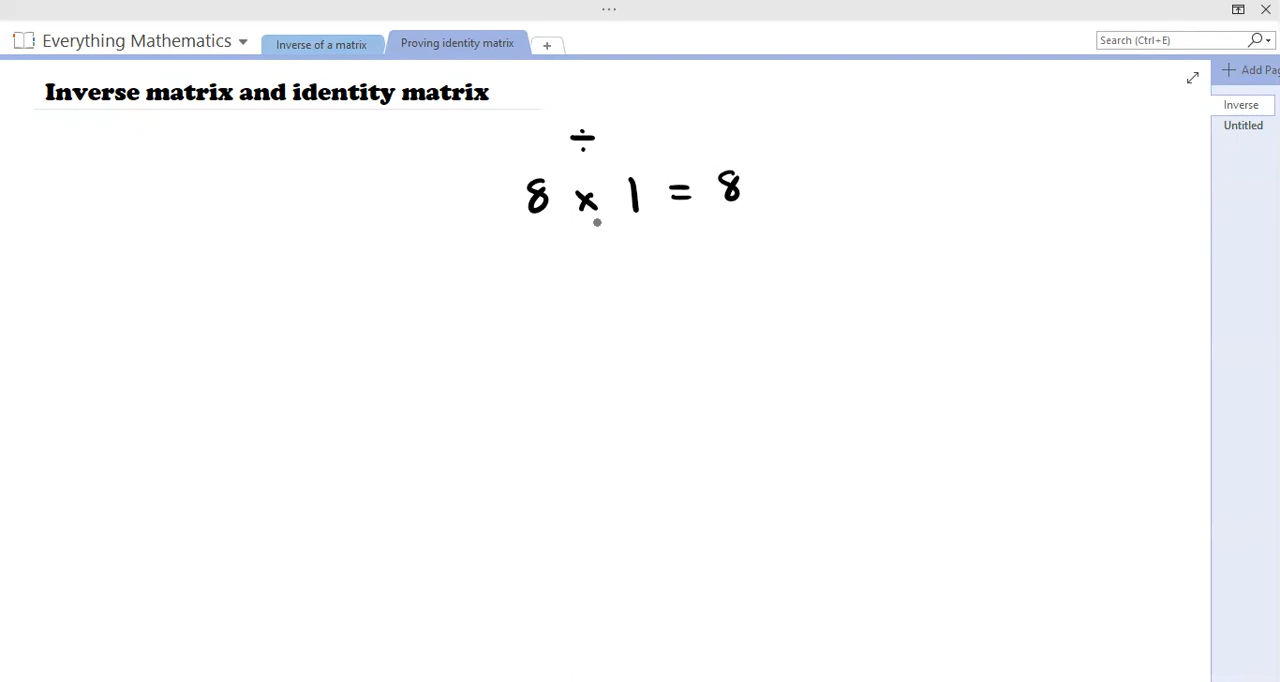 ...
Everything Mathematics
Inverse of a matrix
Proving identity matrix
+
Search (Ctrl+E)
Inverse matrix and identity matrix
+ Add Pag
Inverse
Untitled
÷
8 × 1 = 8